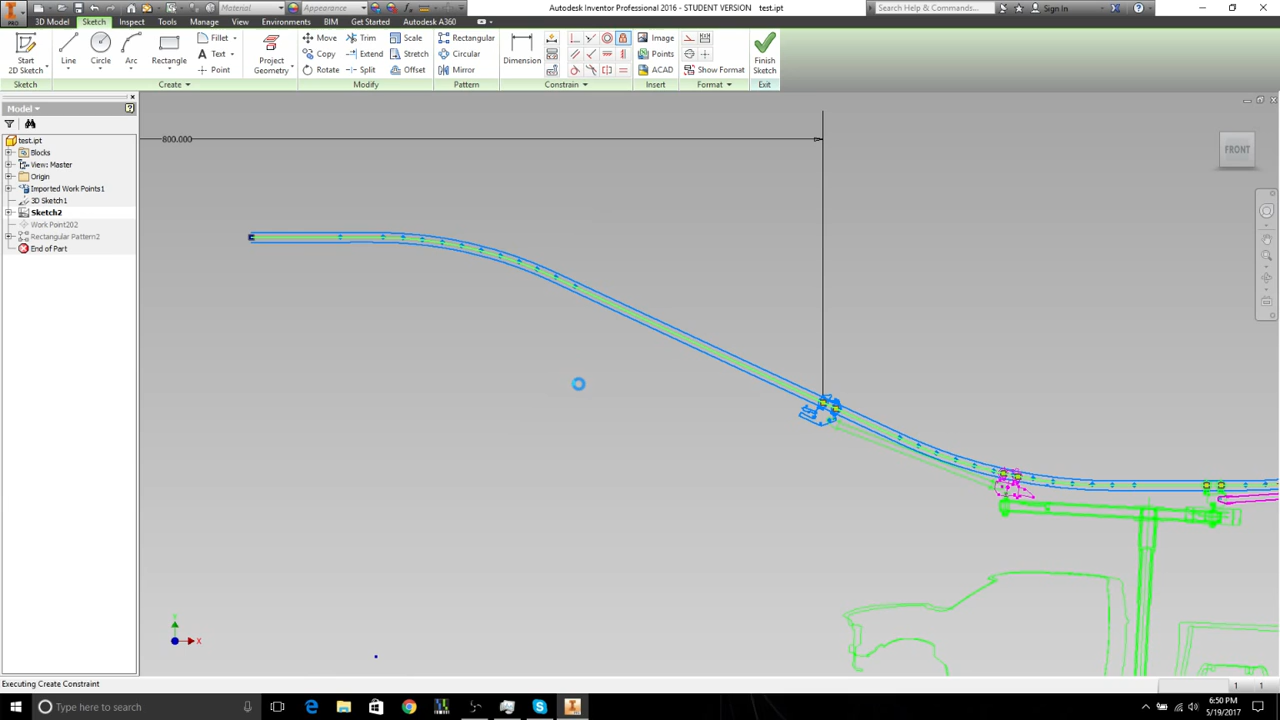 Material
Appearance
Autodesk Inventor Professional 2016 - STUDENT VERSION test.ipt
Search Help & Commands...
Sign In
PRO
3D Model
Sketch
Inspect
Tools
Manage
View
Environments
BIM
Get Started
Autodesk A360
Start
2D Sketch
Line
Circle
Arc
Rectangle
Fillet
Text
Point
Project
Geometry
Move
Copy
Rotate
Trim
Extend
Split
Scale
Stretch
Offset
Rectangular
Circular
Mirror
Dimension
Image
Points
ACAD
Show Format
Finish
Sketch
Sketch
Create
Modify
Pattern
Constrain
Insert
Format
Exit
Model
test.ipt
Blocks
View: Master
Origin
Imported Work Points1
3D Sketch1
Sketch2
Work Point202
Rectangular Pattern2
End of Part
800.000
FRONT
Y
X
Executing Create Constraint
1
1
Type here to search
6:50 PM
5/19/2017